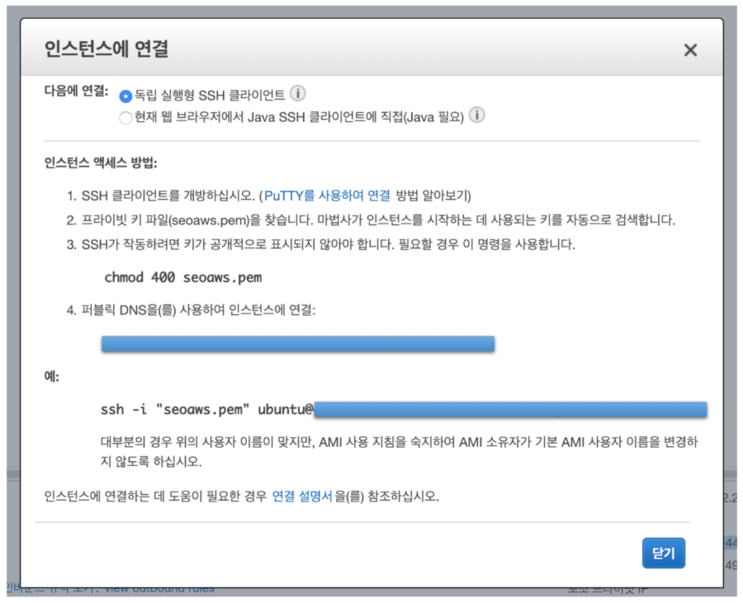 인스턴스에 연결
다음에 연결:
독립 실행형 SSH 클라이언트
현재 웹 브라우저에서 Java SSH 클라이언트에 직접(Java 필요)
인스턴스 액세스 방법:
1. SSH 클라이언트를 개방하십시오. (PuTTY를 사용하여 연결 방법 알아보기)
2. 프라이빗 키 파일(seoaws.pem)을 찾습니다. 마법사가 인스턴스를 시작하는 데 사용되는 키를 자동으로 검색합니다.
3. SSH가 작동하려면 키가 공개적으로 표시되지 않아야 합니다. 필요할 경우 이 명령을 사용합니다.
chmod 400 seoaws.pem
4. 퍼블릭 DNS을(를) 사용하여 인스턴스에 연결:
예:
ssh -i "seoaws.pem" ubuntu@
대부분의 경우 위의 사용자 이름이 맞지만, AMI 사용 지침을 숙지하여 AMI 소유자가 기본 AMI 사용자 이름을 변경하
지 않도록 하십시오.
인스턴스에 연결하는 데 도움이 필요한 경우 연결 설명서을(를) 참조하십시오.
닫기
view outbound rules